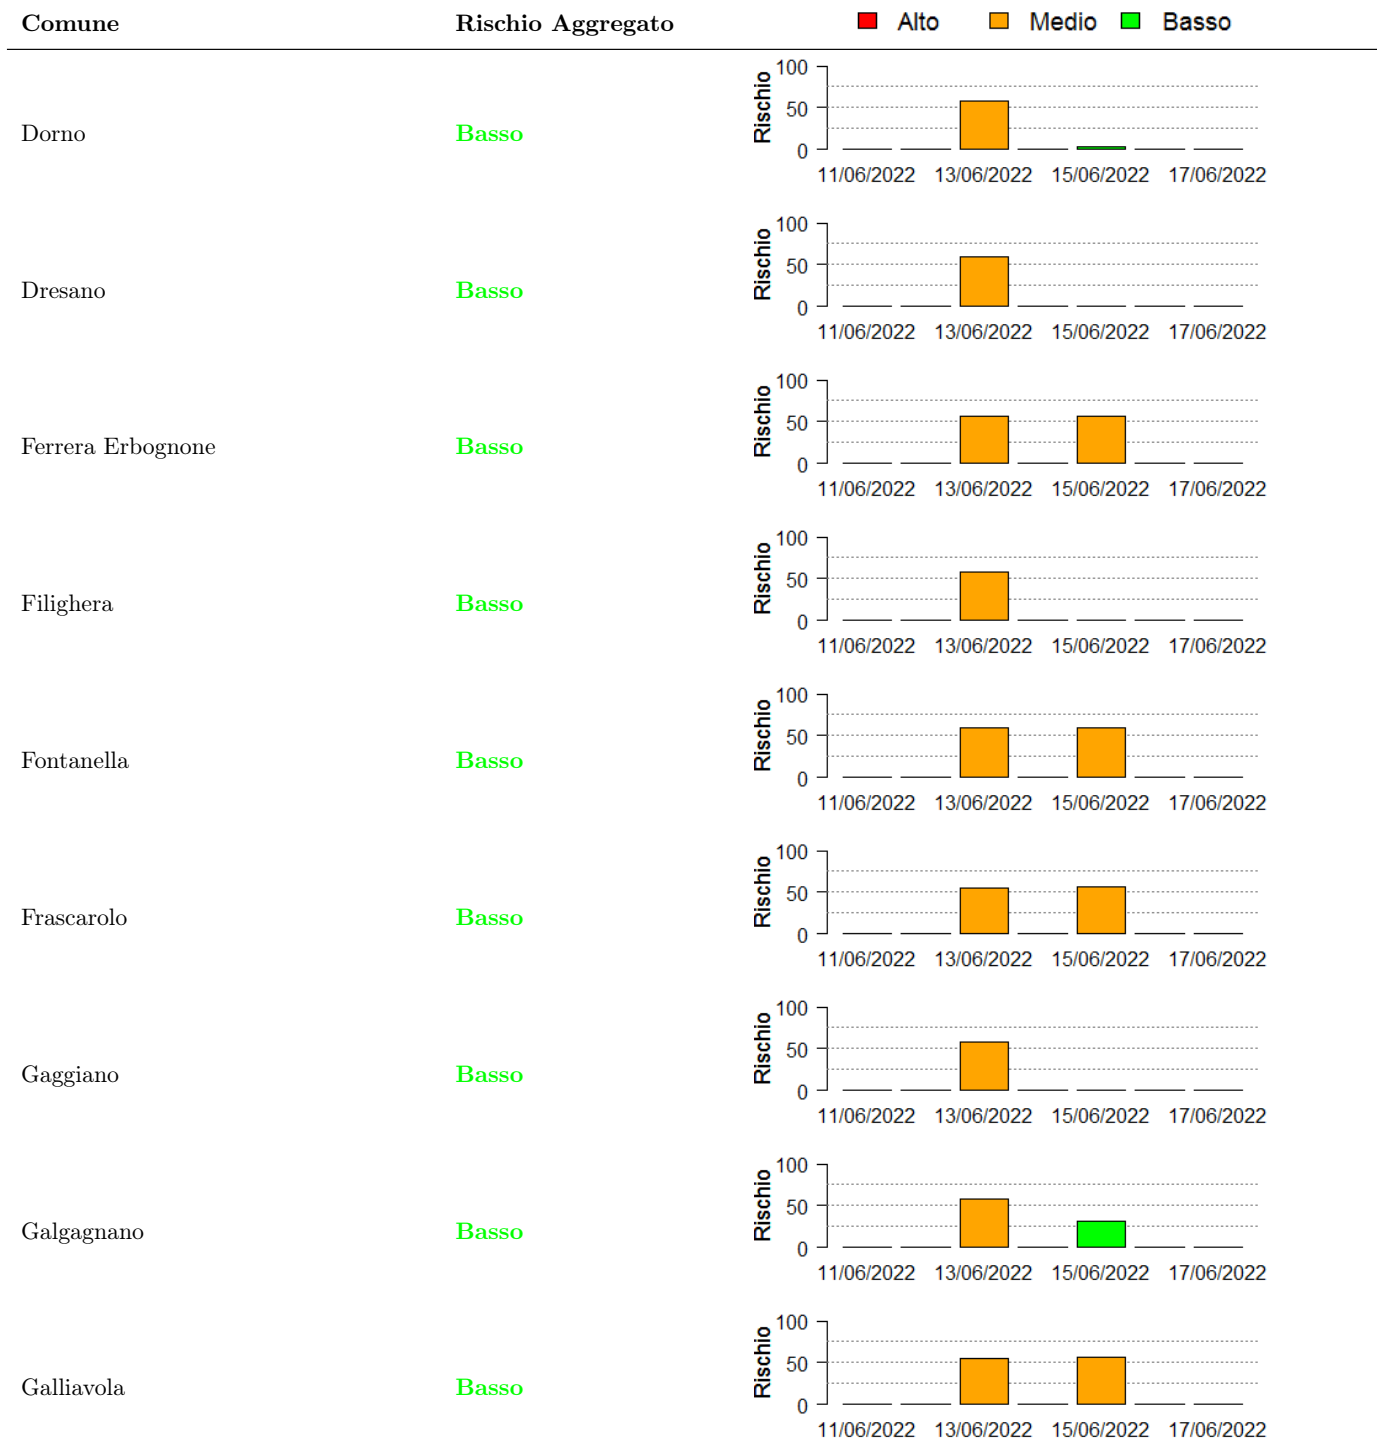 Comune Rischio Aggregato Alto Medio Basso
Dorno Basso
Rischio
100
50
0
11/06/2022 13/06/2022 15/06/2022 17/06/2022
Dresano Basso
Rischio
100
50
0
11/06/2022 13/06/2022 15/06/2022 17/06/2022
Ferrera Erbognone Basso
Rischio
100
50
0
11/06/2022 13/06/2022 15/06/2022 17/06/2022
Filighera Basso
Rischio
100
50
0
11/06/2022 13/06/2022 15/06/2022 17/06/2022
Fontanella Basso
Rischio
100
50
0
11/06/2022 13/06/2022 15/06/2022 17/06/2022
Frascarolo Basso
Rischio
100
50
0
11/06/2022 13/06/2022 15/06/2022 17/06/2022
Gaggiano Basso
Rischio
100
50
0
11/06/2022 13/06/2022 15/06/2022 17/06/2022
Galgagnano Basso
Rischio
100
50
0
11/06/2022 13/06/2022 15/06/2022 17/06/2022
Galliavola Basso
Rischio
100
50
0
11/06/2022 13/06/2022 15/06/2022 17/06/2022